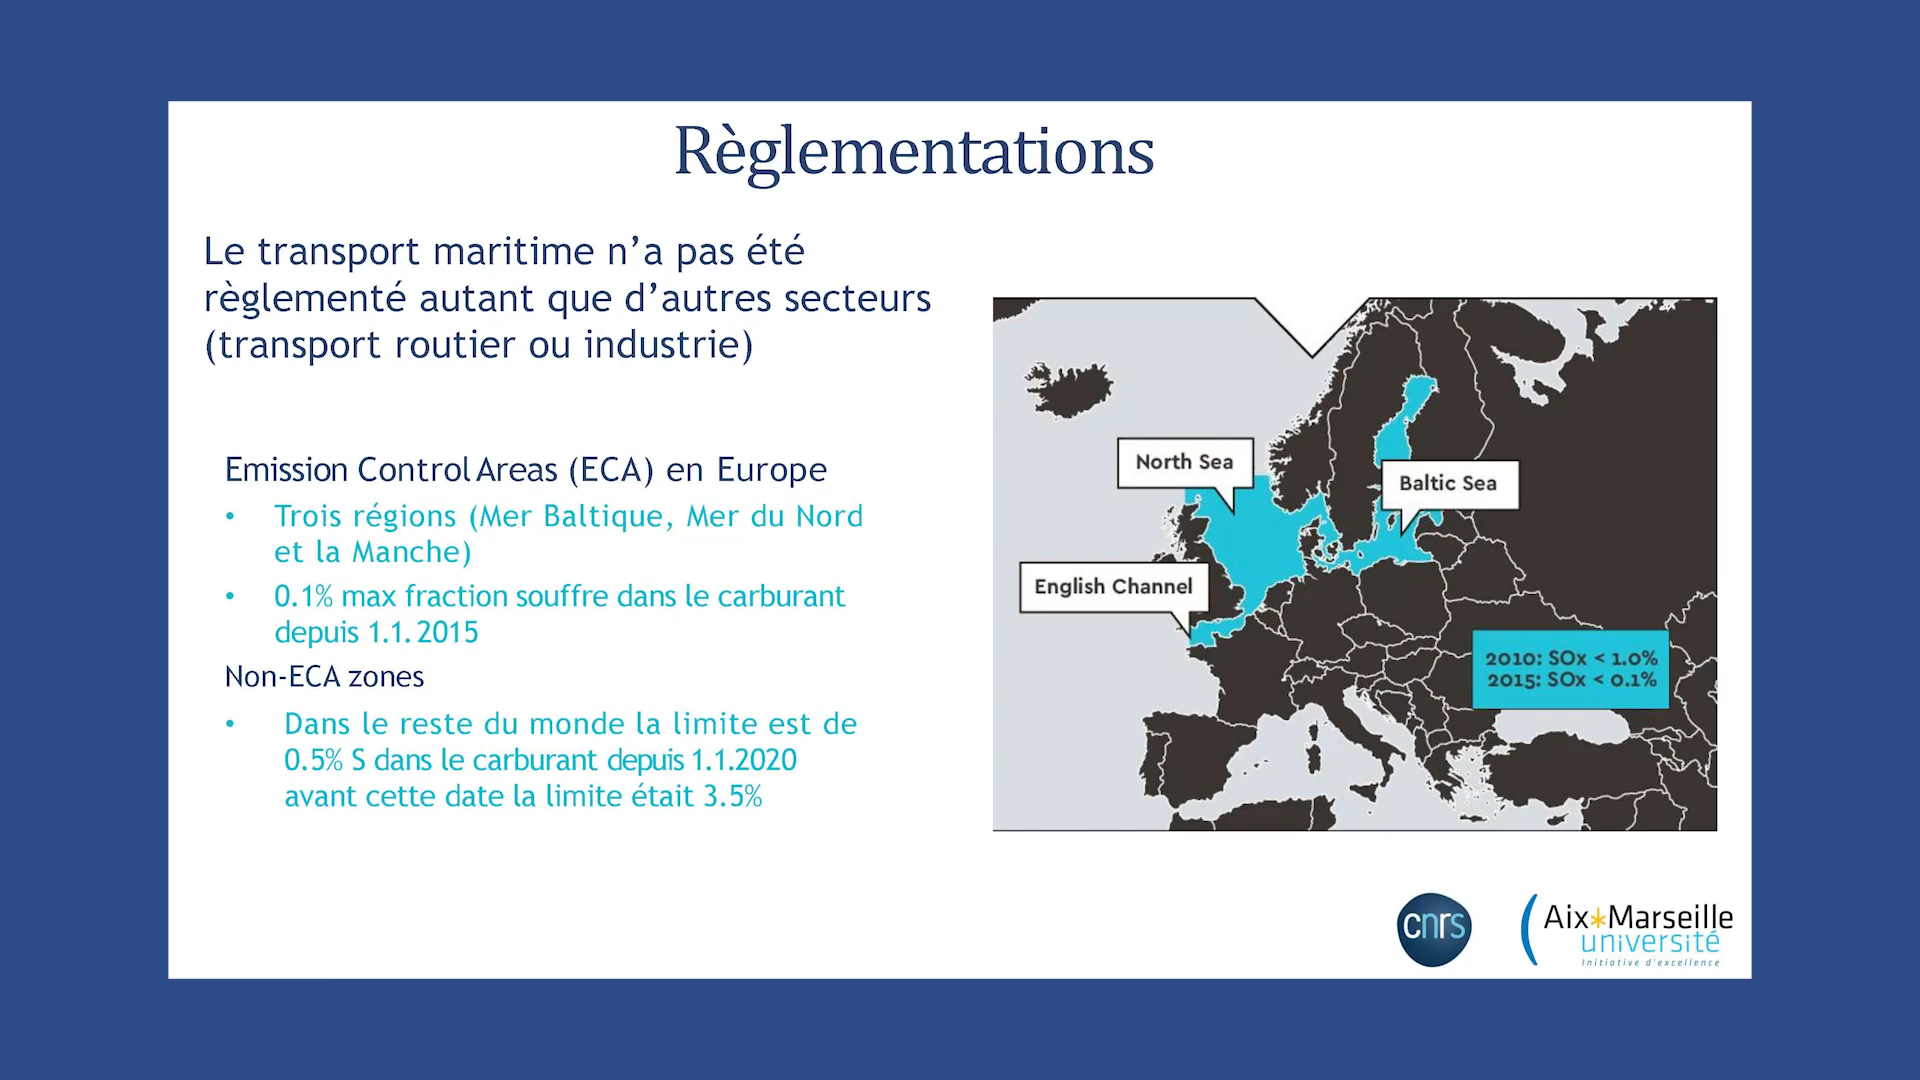 Règlementations
Le transport maritime n’a pas été
règlementé autant que d’autres secteurs
(transport routier ou industrie)
Emission Control Areas (ECA) en Europe
• Trois régions (Mer Baltique, Mer du Nord
et la Manche)
• 0.1% max fraction souffre dans le carburant
depuis 1.1.2015
Non-ECA zones
• Dans le reste du monde la limite est de
0.5% S dans le carburant depuis 1.1.2020
avant cette date la limite était 3.5%
North Sea
Baltic Sea
English Channel
2010: SOx < 1.0%
2015: SOx < 0.1%
cnrs
Aix*Marseille
université
Initiative d'excellence